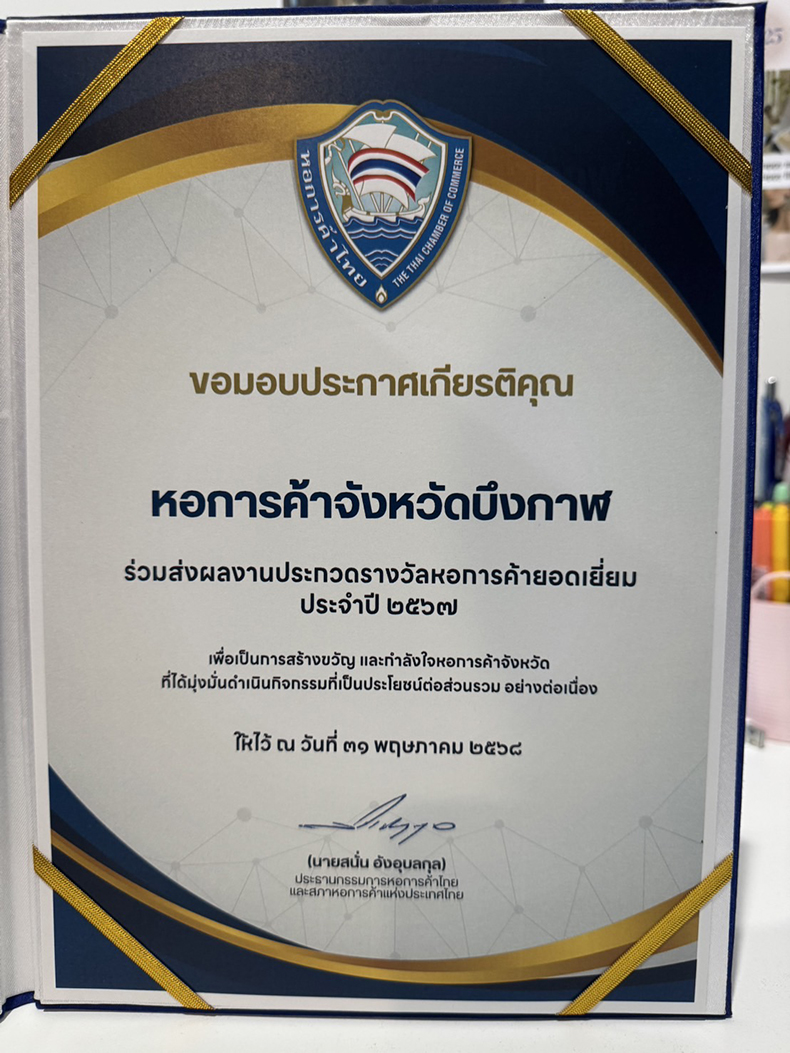 หอการค้าไทย
THE THAI CHAMBER OF COMMERCE
ขอมอบประกาศเกียรติคุณ
หอการค้าจังหวัดบึงกาฬ
ร่วมส่งผลงานประกวดรางวัลหอการค้ายอดเยี่ยม
ประจำปี ๒๕๖๗
เพื่อเป็นการสร้างขวัญ และกำลังใจหอการค้าจังหวัด
ที่ได้มุ่งมั่นดำเนินกิจกรรมที่เป็นประโยชน์ต่อส่วนรวม อย่างต่อเนื่อง
ให้ไว้ ณ วันที่ ๓๑ พฤษภาคม ๒๕๖๘
(นายสนั่น อังอุบลกุล)
ประธานกรรมการหอการค้าไทย
และสภาหอการค้าแห่งประเทศไทย